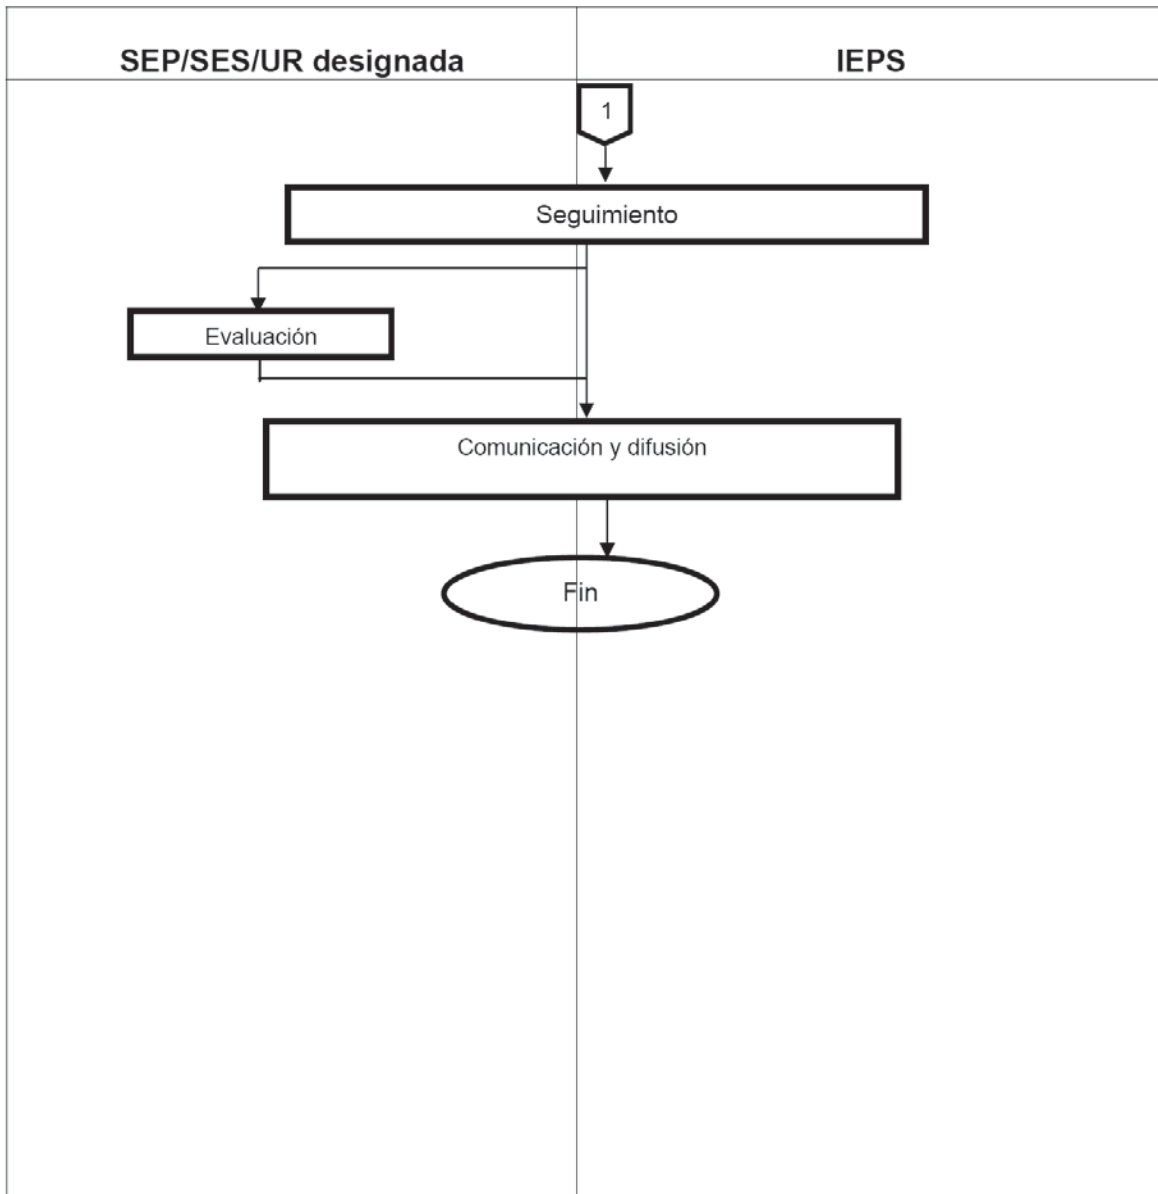 SEP/SES/UR designada
IEPS
1
Seguimiento
Evaluación
Comunicación y difusión
Fin